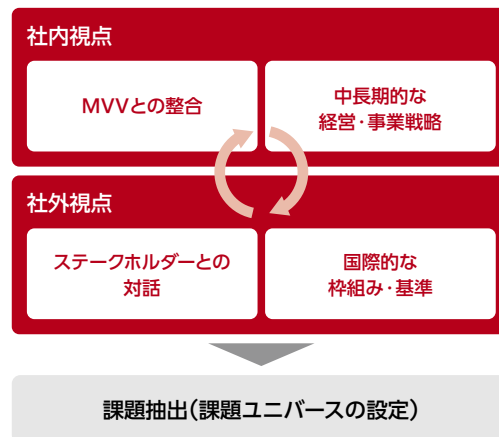 社内視点
MVVとの整合
中長期的な
経営・事業戦略
社外視点
ステークホルダーとの
対話
国際的な
枠組み・基準
課題抽出(課題ユニバースの設定)